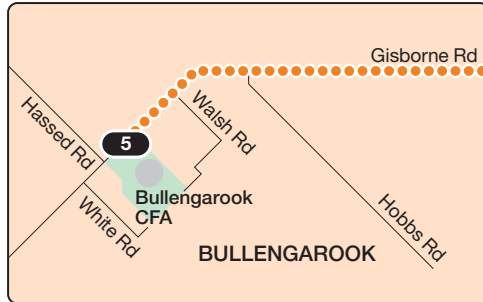 Gisborne Rd
Walsh Rd
Hassed Rd
5
Bullengarook
CFA
White Rd
Hobbs Rd
BULLENGAROOK